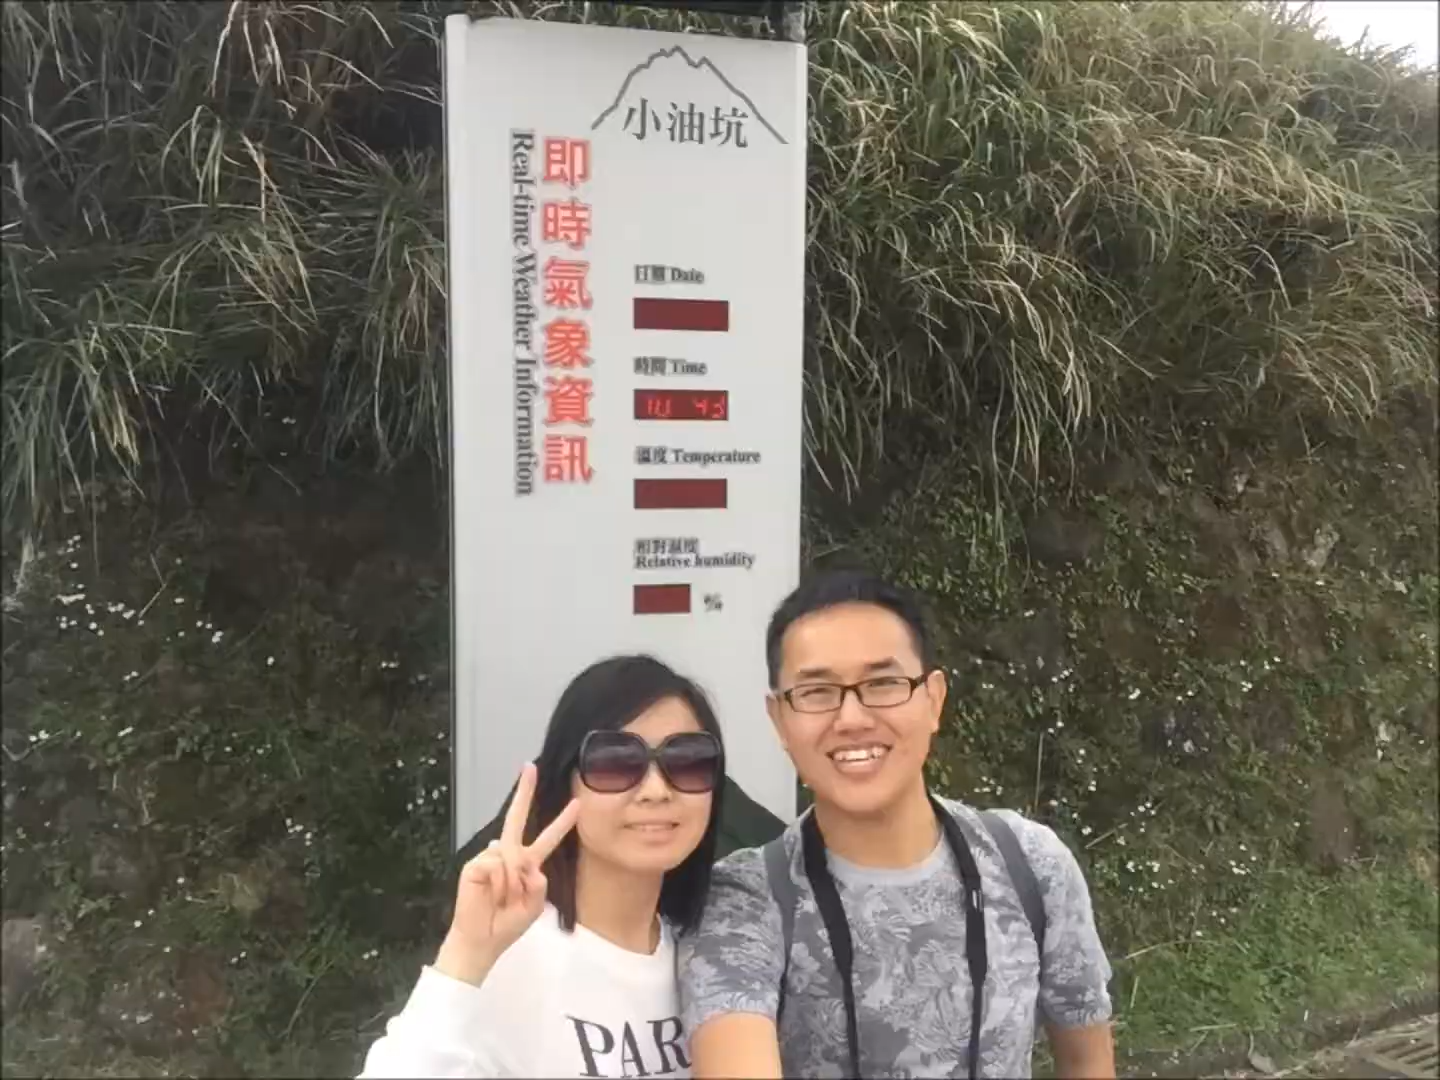 小油坑
即時氣象資訊
Real-time Weather Information
日期 Date
時間 Time
溫度 Temperature
相對濕度
Relative humidity
%
PAR